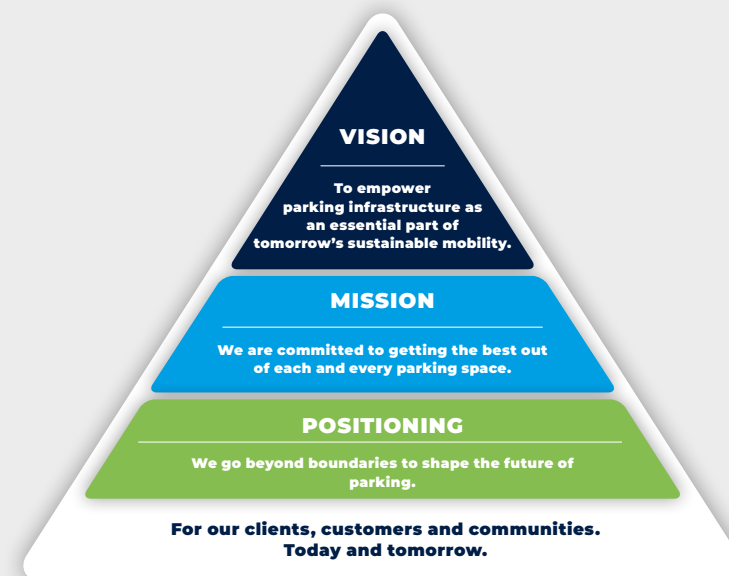 VISION
To empower
parking infrastructure as
an essential part of
tomorrow’s sustainable mobility.
MISSION
We are committed to getting the best out
of each and every parking space.
POSITIONING
We go beyond boundaries to shape the future of
parking.
For our clients, customers and communities.
Today and tomorrow.